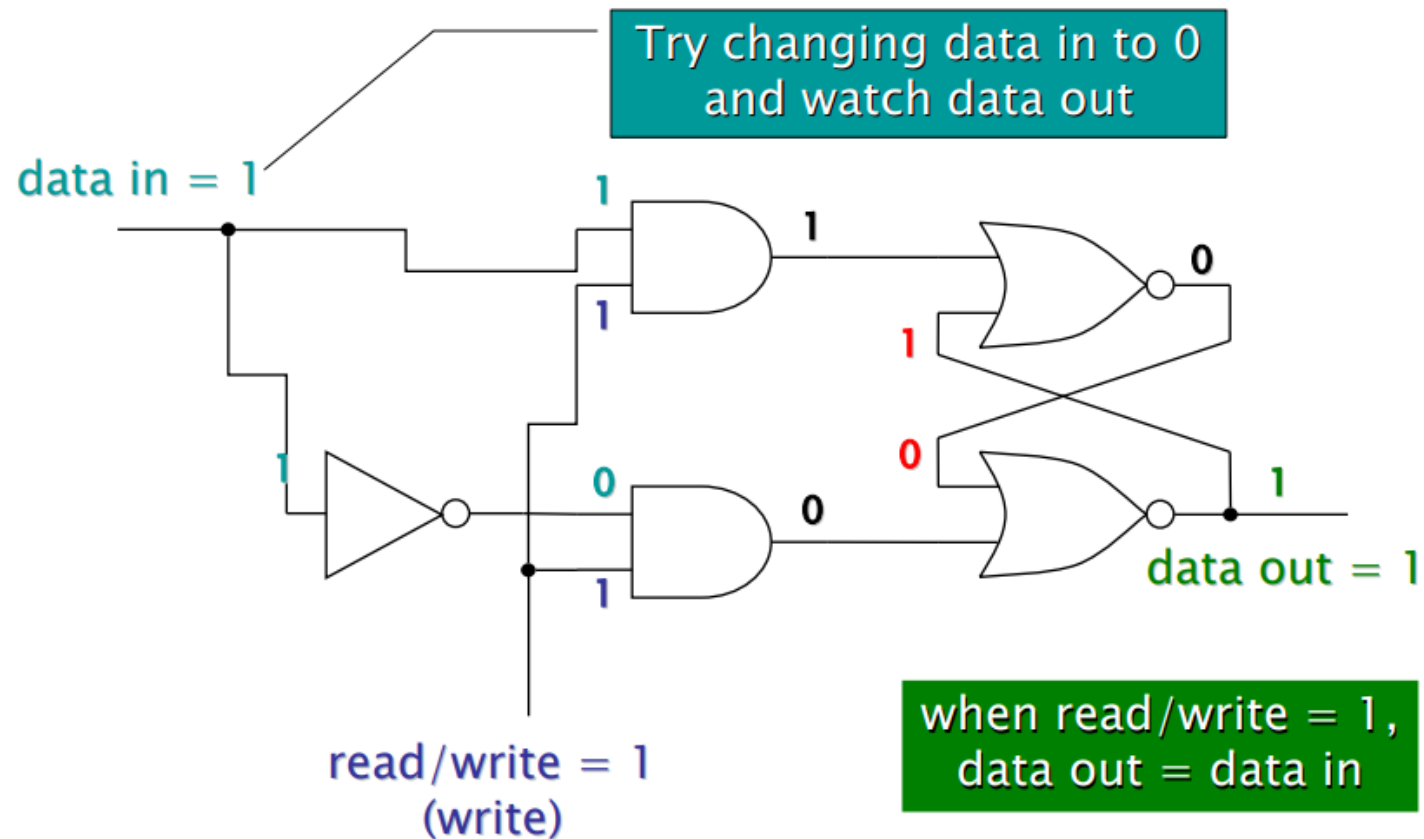 Try changing data in to 0
and watch data out
data in = 1
1
1
0
1
1
1
0
1
0
0
1
1
data out = 1
read/write = 1
(write)
when read/write = 1,
data out = data in